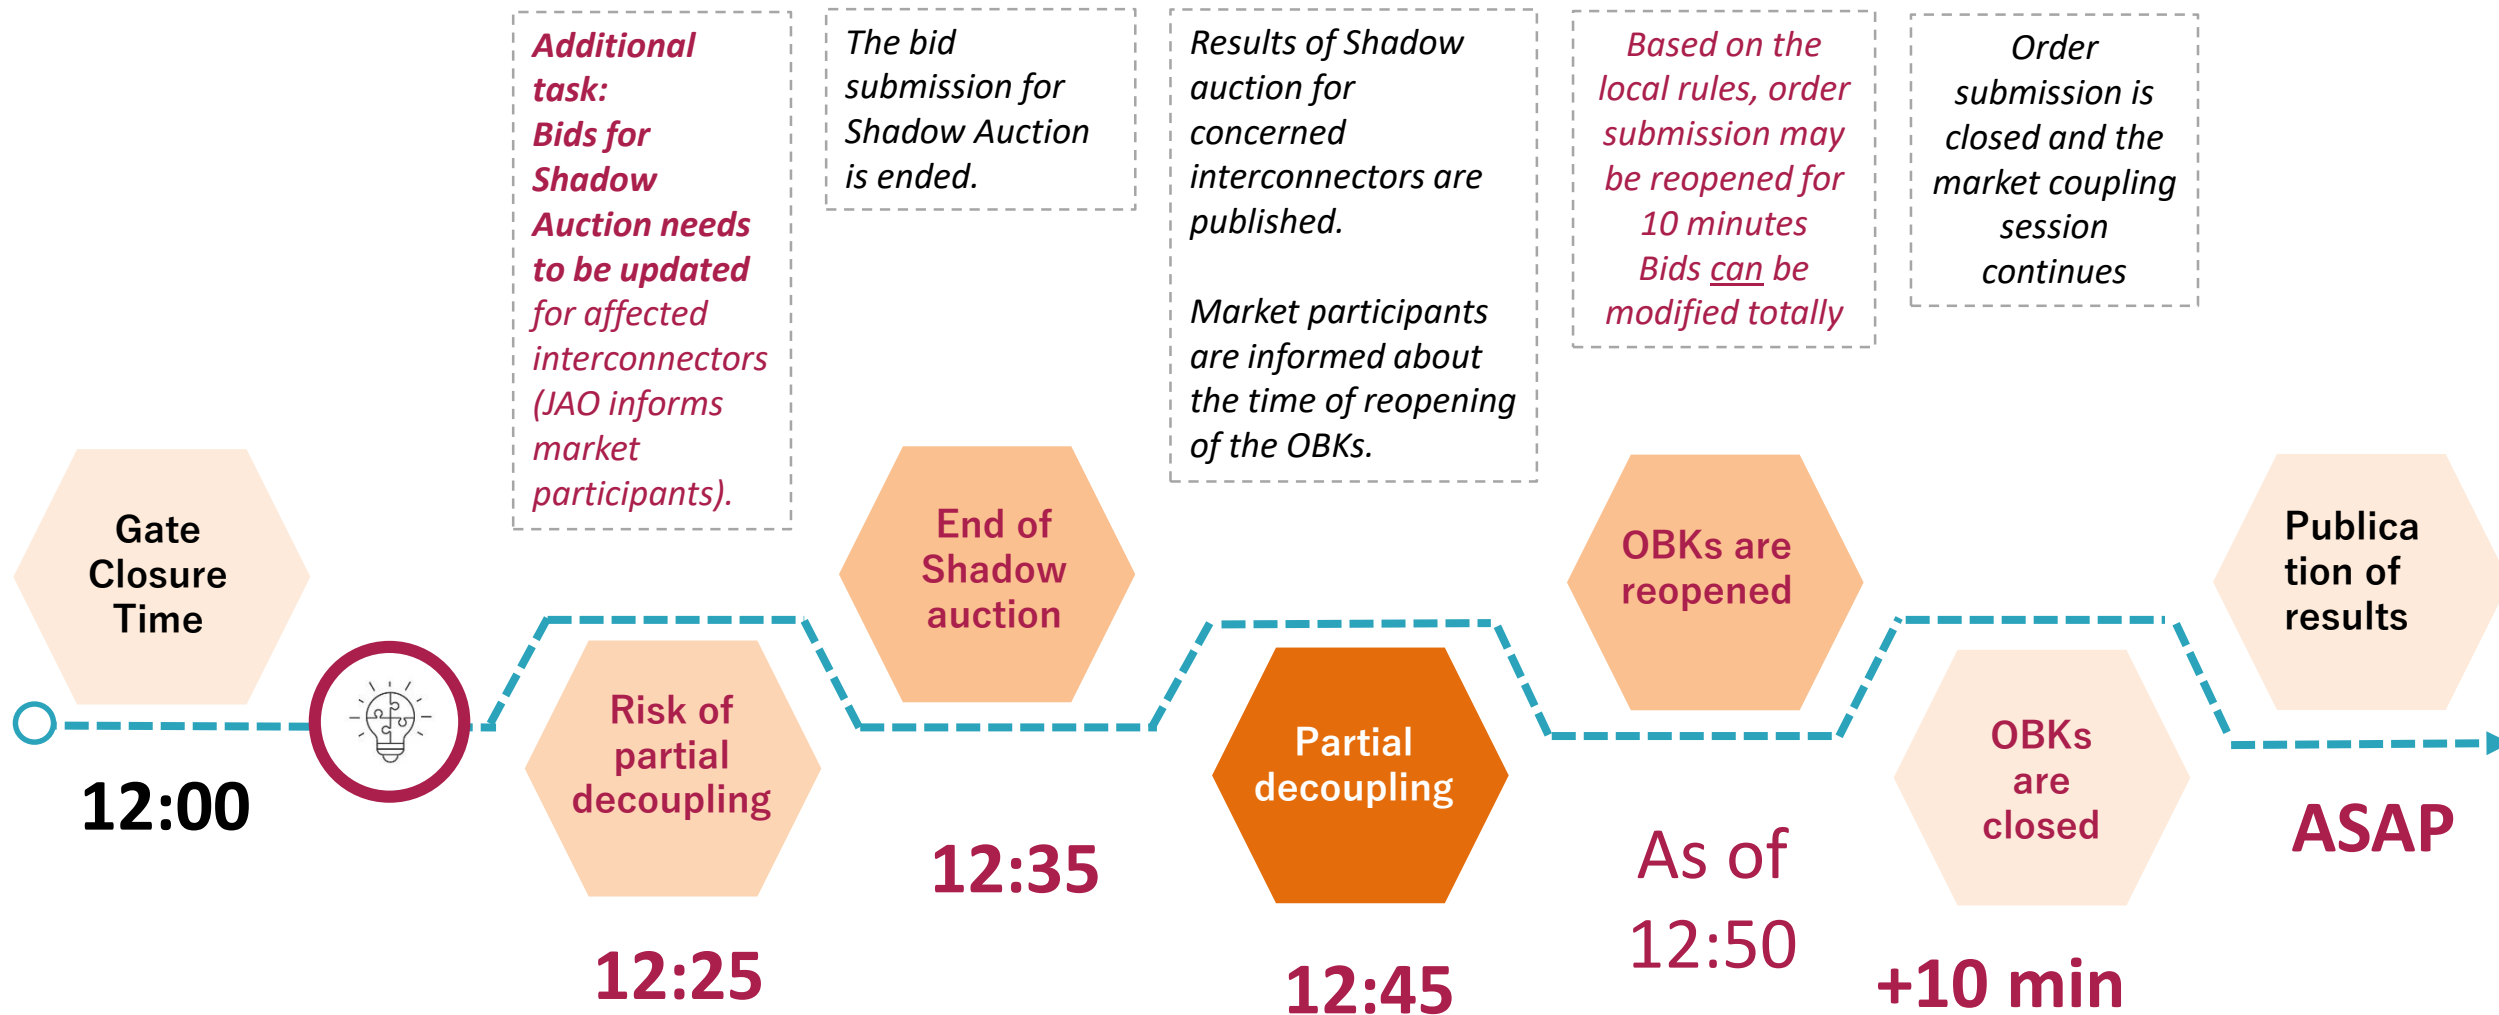 Additional
task:
Bids for
Shadow
Auction needs
to be updated
for affected
interconnectors
(JAO informs
market
participants).
The bid
submission for
Shadow Auction
is ended.
Results of Shadow
auction for
concerned
interconnectors are
published.
Market participants
are informed about
the time of reopening
of the OBKs.
Based on the
local rules, order
submission may
be reopened for
10 minutes
Bids can be
modified totally
Order
submission is
closed and the
market coupling
session
continues
Gate
Closure
Time
12:00
Risk of
partial
decoupling
12:25
End of
Shadow
auction
12:35
Partial
decoupling
12:45
OBKs are
reopened
As of
12:50
OBKs
are
closed
+10 min
Publica
tion of
results
ASAP